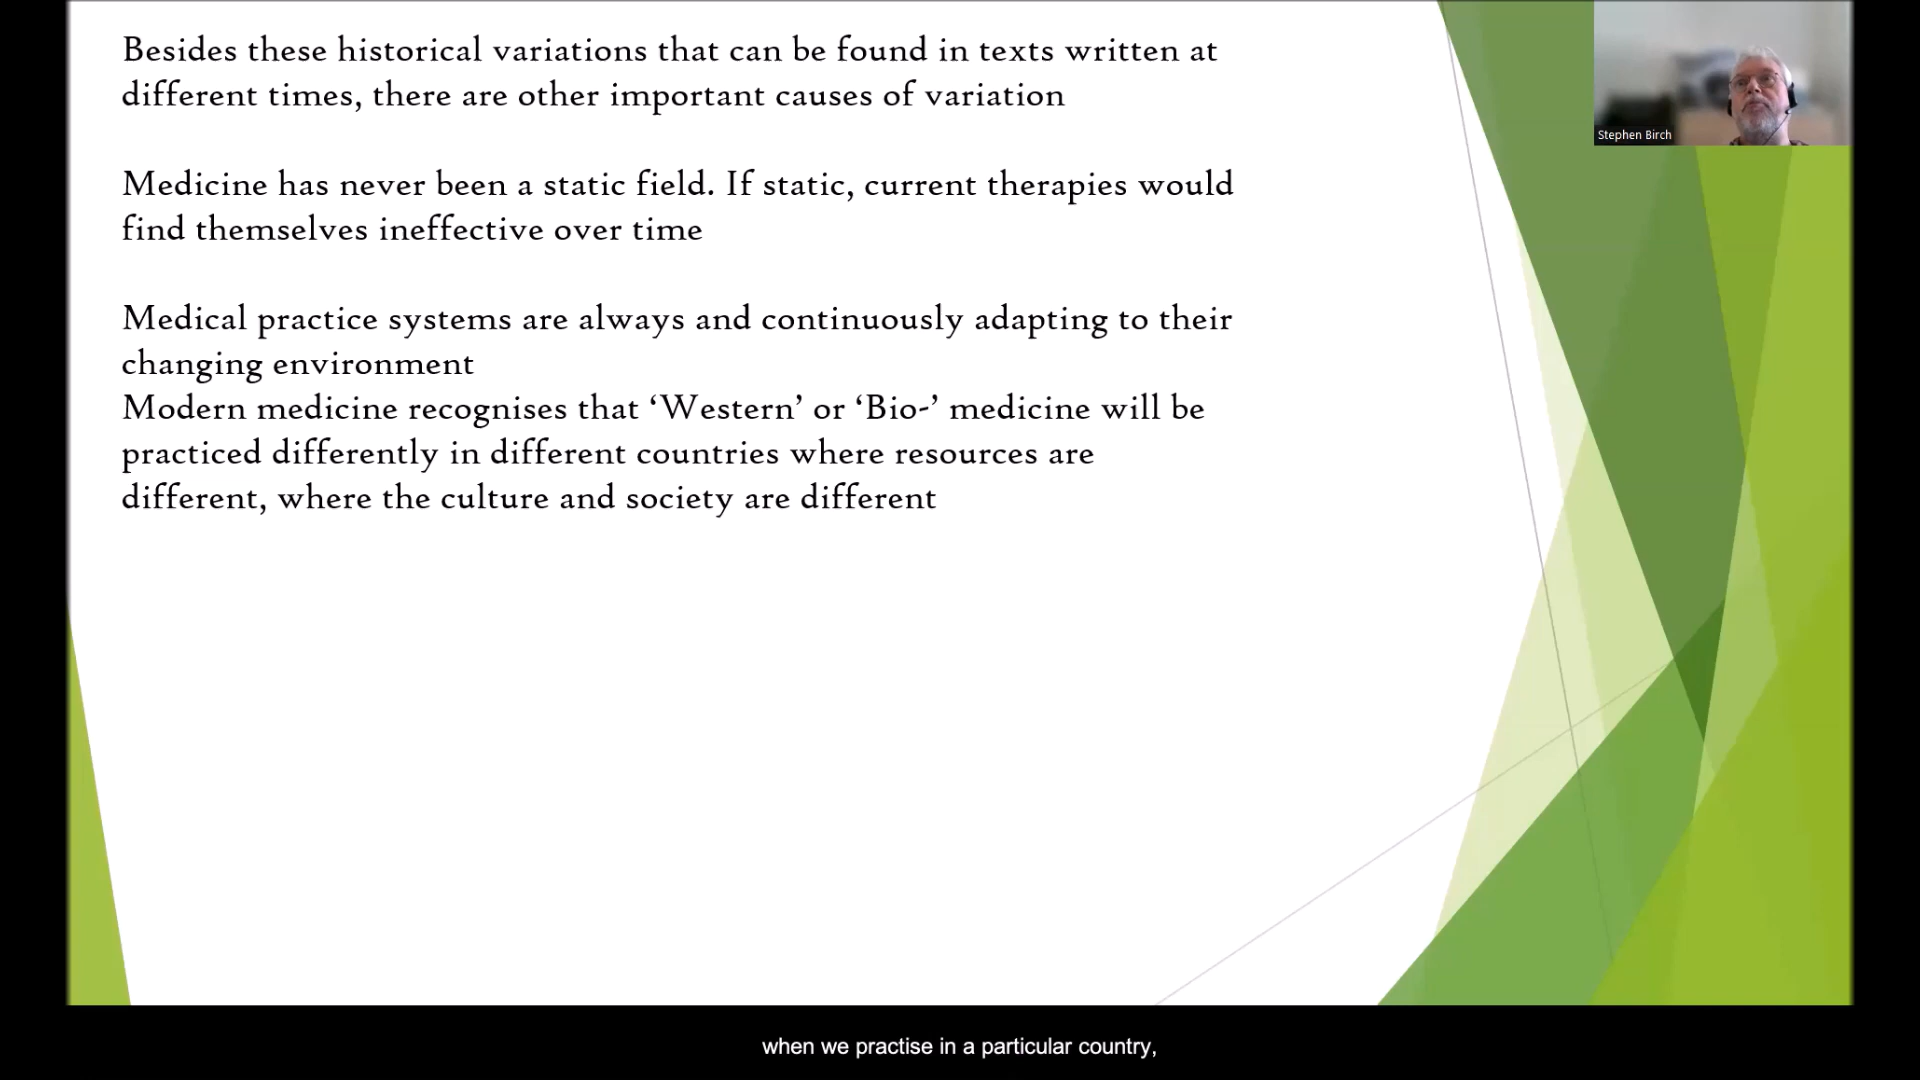 Besides these historical variations that can be found in texts written at
different times, there are other important causes of variation
Medicine has never been a static field. If static, current therapies would
find themselves ineffective over time
Medical practice systems are always and continuously adapting to their
changing environment
Modern medicine recognises that ‘Western’ or ‘Bio-’ medicine will be
practiced differently in different countries where resources are
different, where the culture and society are different
Stephen Birch
when we practise in a particular country,